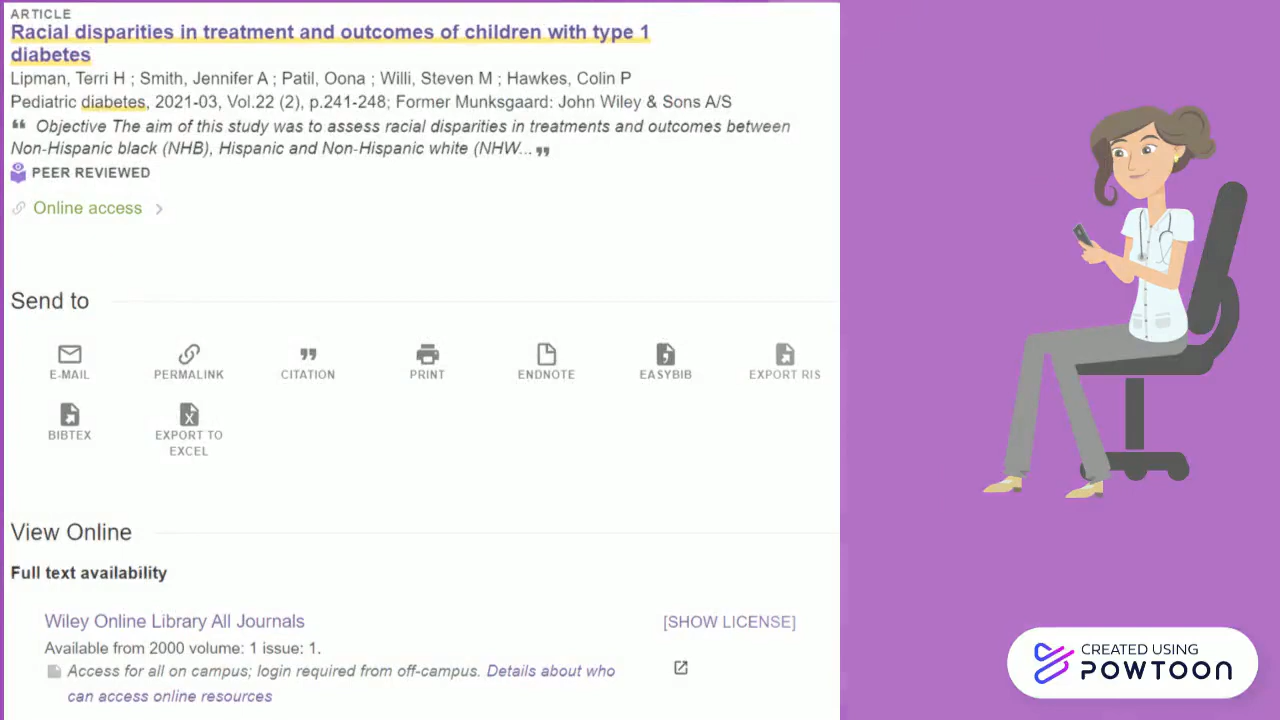 ARTICLE
Racial disparities in treatment and outcomes of children with type 1
diabetes
Lipman, Terri H ; Smith, Jennifer A ; Patil, Oona ; Willi, Steven M ; Hawkes, Colin P
Pediatric diabetes, 2021-03, Vol.22 (2), p.241-248; Former Munksgaard: John Wiley & Sons A/S
❝ Objective The aim of this study was to assess racial disparities in treatments and outcomes between
Non-Hispanic black (NHB), Hispanic and Non-Hispanic white (NHW... ❞
PEER REVIEWED
Online access >
Send to
E-MAIL PERMALINK CITATION PRINT ENDNOTE EASYBIB EXPORT RIS
BIBTEX EXPORT TO
EXCEL
View Online
Full text availability
Wiley Online Library All Journals [SHOW LICENSE]
Available from 2000 volume: 1 issue: 1.
Access for all on campus; login required from off-campus. Details about who
can access online resources
CREATED USING
POWTOON